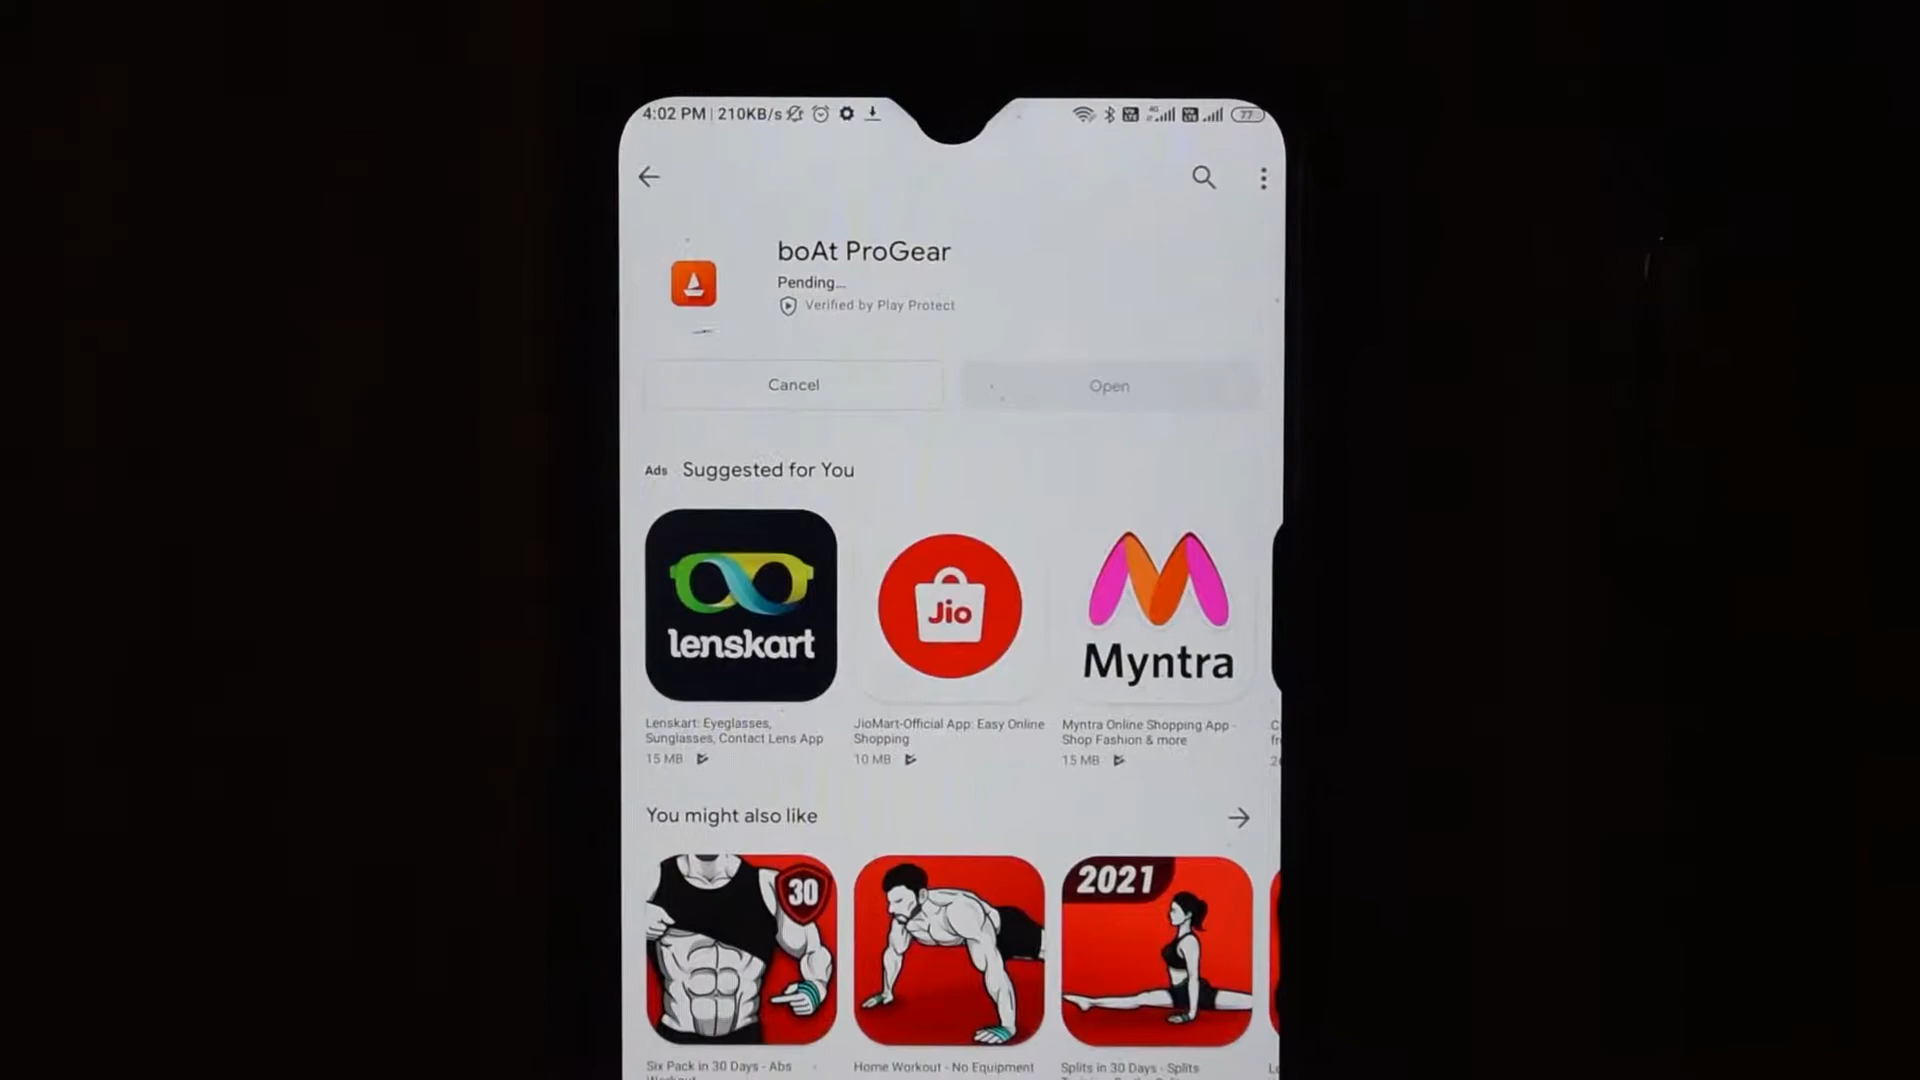 4:02 PM | 210KB/s
77
boAt ProGear
Pending...
Verified by Play Protect
Cancel
Open
Ads Suggested for You
lenskart
Jio
Myntra
Lenskart: Eyeglasses,
Sunglasses, Contact Lens App
15 MB
JioMart-Official App: Easy Online
Shopping
10 MB
Myntra Online Shopping App -
Shop Fashion & more
15 MB
You might also like
30
2021
Six Pack in 30 Days - Abs
Home Workout - No Equipment
Splits in 30 Days - Splits